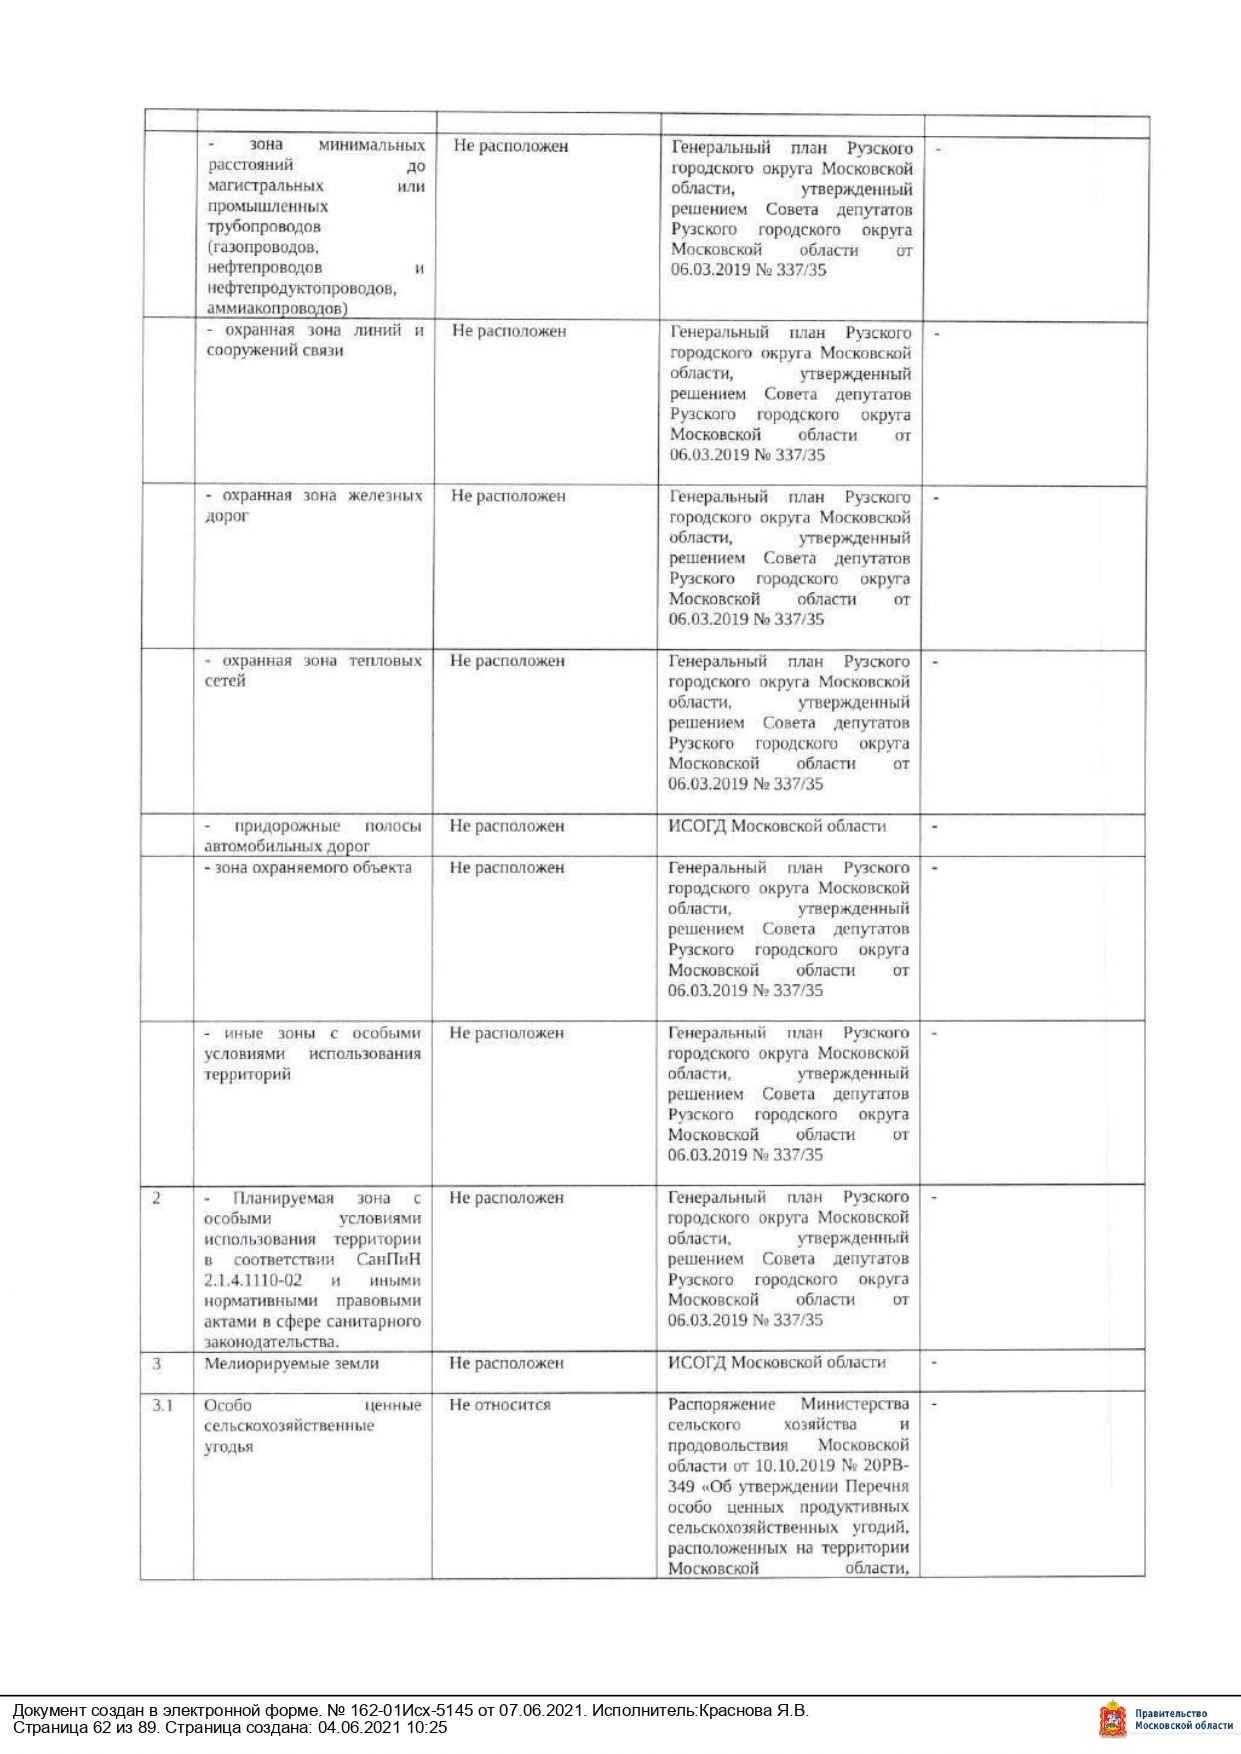 - зона минимальных
расстояний до
магистральных или
промышленных
трубопроводов
(газопроводов,
нефтепроводов и
нефтепродуктопроводов,
аммиакопроводов)
Не расположен
Генеральный план Рузского
городского округа Московской
области, утвержденный
решением Совета депутатов
Рузского городского округа
Московской области от
06.03.2019 № 337/35
-
- охранная зона линий и
сооружений связи
Не расположен
Генеральный план Рузского
городского округа Московской
области, утвержденный
решением Совета депутатов
Рузского городского округа
Московской области от
06.03.2019 № 337/35
-
- охранная зона железных
дорог
Не расположен
Генеральный план Рузского
городского округа Московской
области, утвержденный
решением Совета депутатов
Рузского городского округа
Московской области от
06.03.2019 № 337/35
-
- охранная зона тепловых
сетей
Не расположен
Генеральный план Рузского
городского округа Московской
области, утвержденный
решением Совета депутатов
Рузского городского округа
Московской области от
06.03.2019 № 337/35
-
- придорожные полосы
автомобильных дорог
Не расположен
ИСОГД Московской области
-
- зона охраняемого объекта
Не расположен
Генеральный план Рузского
городского округа Московской
области, утвержденный
решением Совета депутатов
Рузского городского округа
Московской области от
06.03.2019 № 337/35
-
- иные зоны с особыми
условиями использования
территорий
Не расположен
Генеральный план Рузского
городского округа Московской
области, утвержденный
решением Совета депутатов
Рузского городского округа
Московской области от
06.03.2019 № 337/35
-
2
- Планируемая зона с
особыми условиями
использования территории
в соответствии СанПиН
2.1.4.1110-02 и иными
нормативными правовыми
актами в сфере санитарного
законодательства.
Не расположен
Генеральный план Рузского
городского округа Московской
области, утвержденный
решением Совета депутатов
Рузского городского округа
Московской области от
06.03.2019 № 337/35
-
3
Мелиорируемые земли
Не расположен
ИСОГД Московской области
-
3.1
Особо ценные
сельскохозяйственные
угодья
Не относится
Распоряжение Министерства
сельского хозяйства и
продовольствия Московской
области от 10.10.2019 № 20РВ-
349 «Об утверждении Перечня
особо ценных продуктивных
сельскохозяйственных угодий,
расположенных на территории
Московской области,
-
Документ создан в электронной форме. № 162-01Исх-5145 от 07.06.2021. Исполнитель:Краснова Я.В.
Страница 62 из 89. Страница создана: 04.06.2021 10:25
Правительство
Московской области